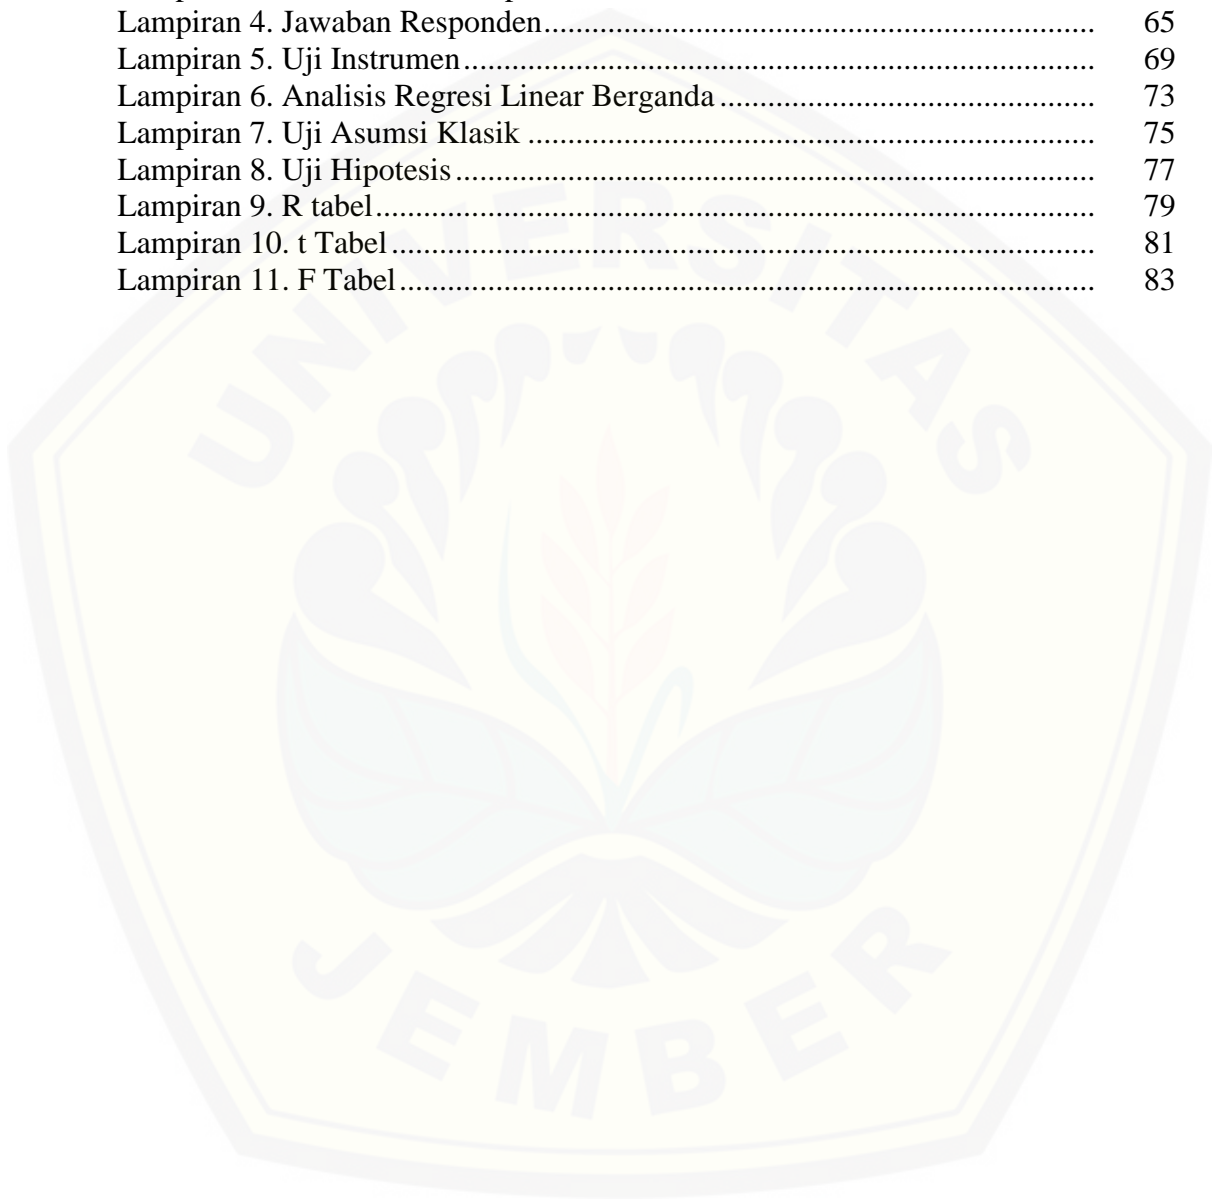 Lampiran 4. Jawaban Responden........................................................................ 65
Lampiran 5. Uji Instrumen.................................................................................. 69
Lampiran 6. Analisis Regresi Linear Berganda.................................................. 73
Lampiran 7. Uji Asumsi Klasik.......................................................................... 75
Lampiran 8. Uji Hipotesis................................................................................... 77
Lampiran 9. R tabel............................................................................................. 79
Lampiran 10. t Tabel........................................................................................... 81
Lampiran 11. F Tabel.......................................................................................... 83
UNIVERSITAS
JEMBER